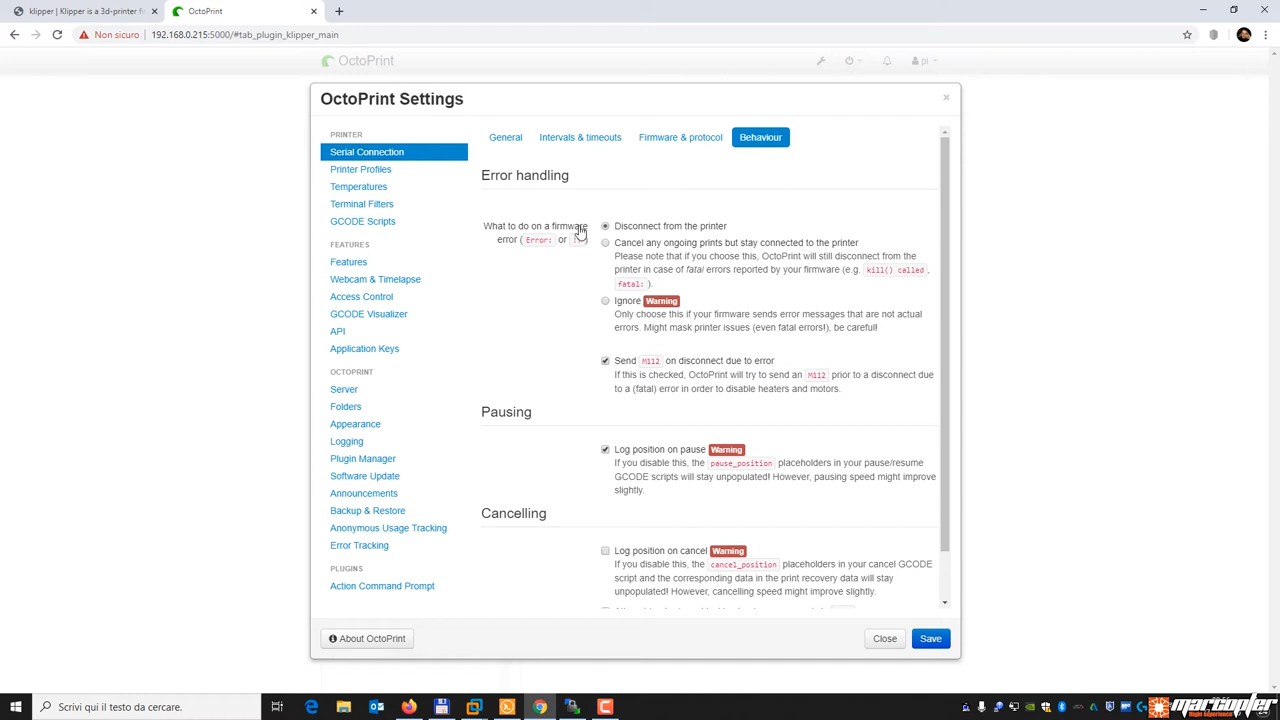 klipper | Klipper is a 3d-printer fi
OctoPrint
Non sicuro
192.168.0.215:5000/#tab_plugin_klipper_main
OctoPrint
pi
OctoPrint Settings
PRINTER
Serial Connection
Printer Profiles
Temperatures
Terminal Filters
GCODE Scripts
FEATURES
Features
Webcam & Timelapse
Access Control
GCODE Visualizer
API
Application Keys
OCTOPRINT
Server
Folders
Appearance
Logging
Plugin Manager
Software Update
Announcements
Backup & Restore
Anonymous Usage Tracking
Error Tracking
PLUGINS
Action Command Prompt
General
Intervals & timeouts
Firmware & protocol
Behaviour
Error handling
What to do on a firmware
error ( Error: or
Disconnect from the printer
Cancel any ongoing prints but stay connected to the printer
Please note that if you choose this, OctoPrint will still disconnect from the
printer in case of fatal errors reported by your firmware (e.g. kill() called ,
fatal: ).
Ignore Warning
Only choose this if your firmware sends error messages that are not actual
errors. Might mask printer issues (even fatal errors!), be careful!
Send M112 on disconnect due to error
If this is checked, OctoPrint will try to send an M112 prior to a disconnect due
to a (fatal) error in order to disable heaters and motors.
Pausing
Log position on pause Warning
If you disable this, the pause_position placeholders in your pause/resume
GCODE scripts will stay unpopulated! However, pausing speed might improve
slightly.
Cancelling
Log position on cancel Warning
If you disable this, the cancel_position placeholders in your cancel GCODE
script and the corresponding data in the print recovery data will stay
unpopulated! However, cancelling speed might improve slightly.
About OctoPrint
Close
Save
Scrivi qui il testo da cercare.
marcopter